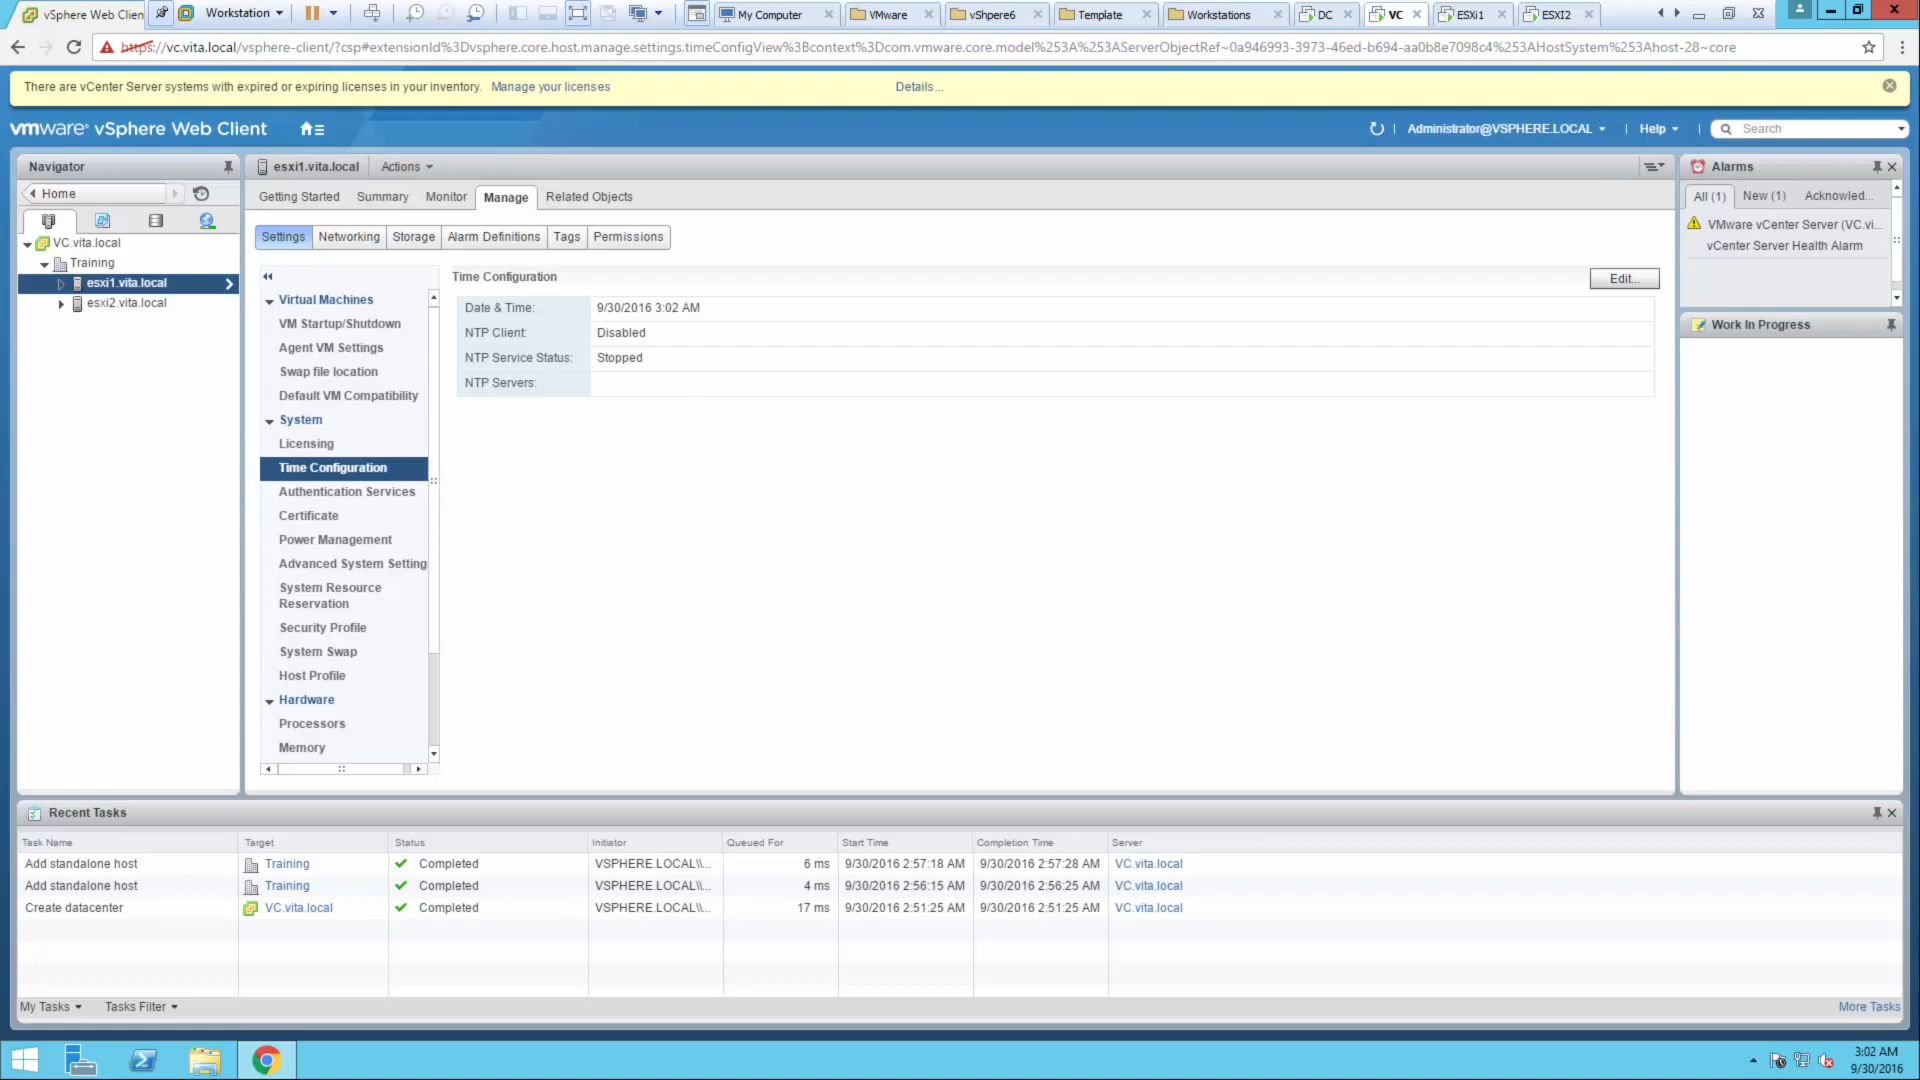 vSphere Web Clien
Workstation
My Computer
VMware
vShpere6
Template
Workstations
DC
VC
ESXi1
ESXI2
https://vc.vita.local/vsphere-client/?csp#extensionId%3Dvsphere.core.host.manage.settings.timeConfigView%3Bcontext%3Dcom.vmware.core.model%253A%253AServerObjectRef~0a946993-3973-46ed-b694-aa0b8e7098c4%253AHostSystem%253Ahost-28~core
There are vCenter Server systems with expired or expiring licenses in your inventory. Manage your licenses Details...
vmware® vSphere Web Client
Administrator@VSPHERE.LOCAL | Help |
Search
Navigator
Home
VC.vita.local
Training
esxi1.vita.local
esxi2.vita.local
esxi1.vita.local Actions
Getting Started Summary Monitor Manage Related Objects
Settings Networking Storage Alarm Definitions Tags Permissions
Virtual Machines
VM Startup/Shutdown
Agent VM Settings
Swap file location
Default VM Compatibility
System
Licensing
Time Configuration
Authentication Services
Certificate
Power Management
Advanced System Setting
System Resource
Reservation
Security Profile
System Swap
Host Profile
Hardware
Processors
Memory
Time Configuration
Edit...
Date & Time: 9/30/2016 3:02 AM
NTP Client: Disabled
NTP Service Status: Stopped
NTP Servers:
Alarms
All (1) New (1) Acknowled...
VMware vCenter Server (VC.vi...
vCenter Server Health Alarm
Work In Progress
Recent Tasks
Task Name Target Status Initiator Queued For Start Time Completion Time Server
Add standalone host Training Completed VSPHERE.LOCAL\\... 6 ms 9/30/2016 2:57:18 AM 9/30/2016 2:57:28 AM VC.vita.local
Add standalone host Training Completed VSPHERE.LOCAL\\... 4 ms 9/30/2016 2:56:15 AM 9/30/2016 2:56:25 AM VC.vita.local
Create datacenter VC.vita.local Completed VSPHERE.LOCAL\\... 17 ms 9/30/2016 2:51:25 AM 9/30/2016 2:51:25 AM VC.vita.local
My Tasks Tasks Filter More Tasks
3:02 AM
9/30/2016